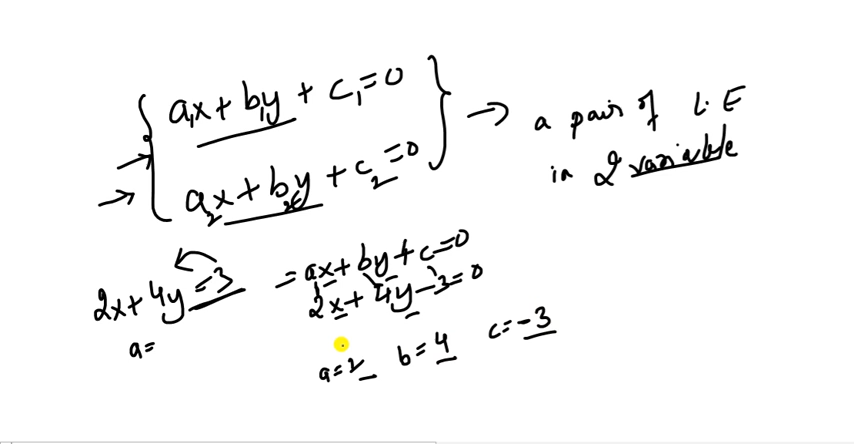 a₁x + b₁y + c₁ = 0
a₂x + b₂y + c₂ = 0
→ a pair of L.E
in 2 variable
2x + 4y = 3
a=
= ax + by + c = 0
2x + 4y - 3 = 0
a = 2 b = 4 c = -3